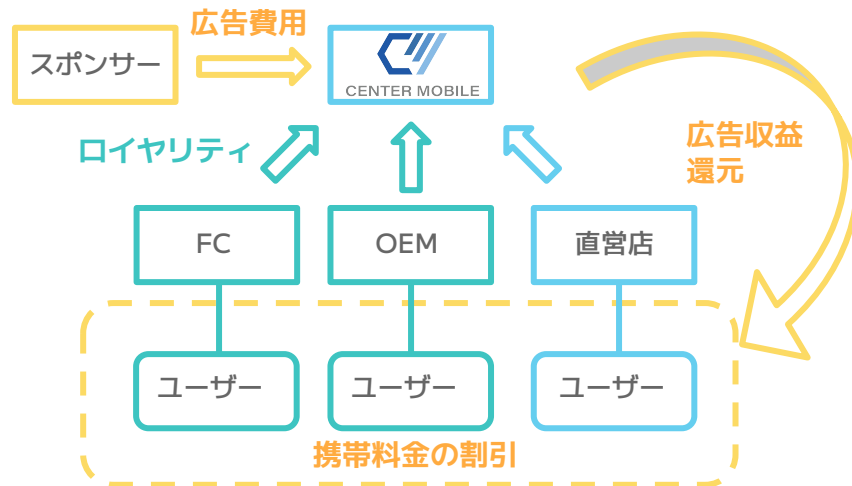 広告費用
スポンサー
CENTER MOBILE
ロイヤリティ
広告収益
還元
FC
OEM
直営店
ユーザー
ユーザー
ユーザー
携帯料金の割引